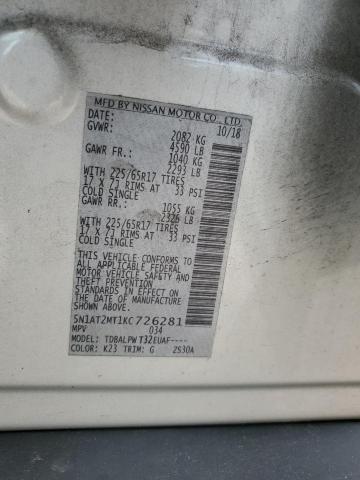 MFD BY NISSAN MOTOR CO., LTD.
DATE: 10/18
GVWR: 2082 KG
4590 LB
GAWR FR.: 1040 KG
2293 LB
WITH 225/65R17 TIRES
17 X 7J RIMS AT 33 PSI
COLD SINGLE
GAWR RR.: 1055 KG
2326 LB
WITH 225/65R17 TIRES
17 X 7J RIMS AT 33 PSI
COLD SINGLE
THIS VEHICLE CONFORMS TO ALL
APPLICABLE FEDERAL
MOTOR VEHICLE SAFETY AND
THEFT PREVENTION
STANDARDS IN EFFECT ON THE
DATE OF MANUFACTURE SHOWN ABOVE
5N1AT2MT1KC726281
MPV 034
MODEL: TDBALPWT32EUAF----
COLOR: K23 TRIM: G 2S30A